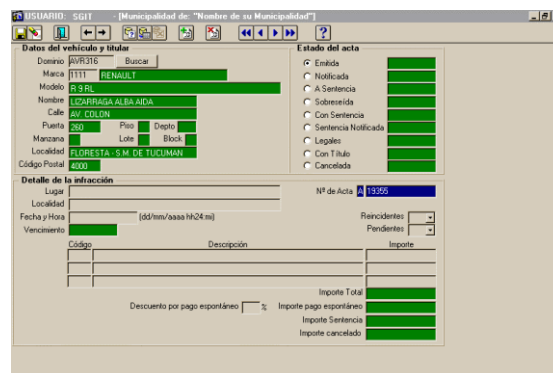 USUARIO: SGIT - [Municipalidad de: "Nombre de su Municipalidad"]
Datos del vehículo y titular
Dominio AVR316 Buscar
Marca 1111 RENAULT
Modelo R 9 RL
Nombre LIZARRAGA ALBA AIDA
Calle AV. COLON
Puerta 260 Piso Depto
Manzana Lote Block
Localidad FLORESTA - S.M. DE TUCUMAN
Código Postal 4000
Estado del acta
Emitida
Notificada
A Sentencia
Sobreseída
Con Sentencia
Sentencia Notificada
Legales
Con Título
Cancelada
Detalle de la infracción
Lugar Nº de Acta A 19355
Localidad
Fecha y Hora (dd/mm/aaaa hh24:mi) Reincidentes
Vencimiento Pendientes
Código Descripción Importe
Importe Total
Descuento por pago espontáneo % Importe pago espontáneo
Importe Sentencia
Importe cancelado